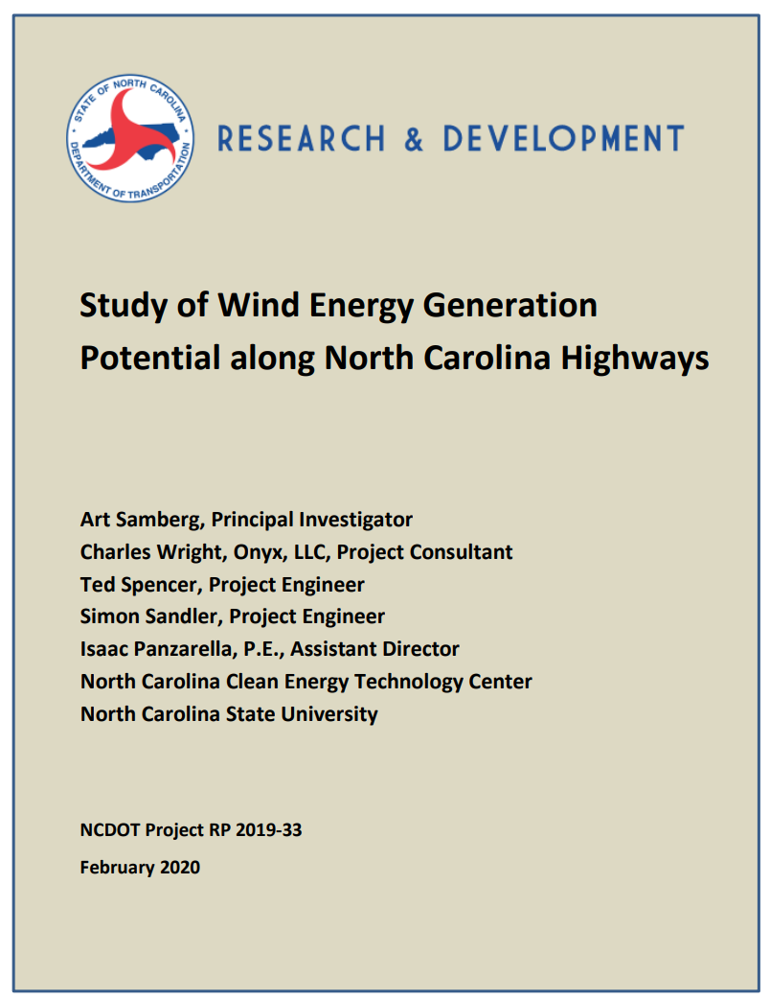 STATE OF NORTH CAROLINA
DEPARTMENT OF TRANSPORTATION
RESEARCH & DEVELOPMENT
Study of Wind Energy Generation
Potential along North Carolina Highways
Art Samberg, Principal Investigator
Charles Wright, Onyx, LLC, Project Consultant
Ted Spencer, Project Engineer
Simon Sandler, Project Engineer
Isaac Panzarella, P.E., Assistant Director
North Carolina Clean Energy Technology Center
North Carolina State University
NCDOT Project RP 2019-33
February 2020